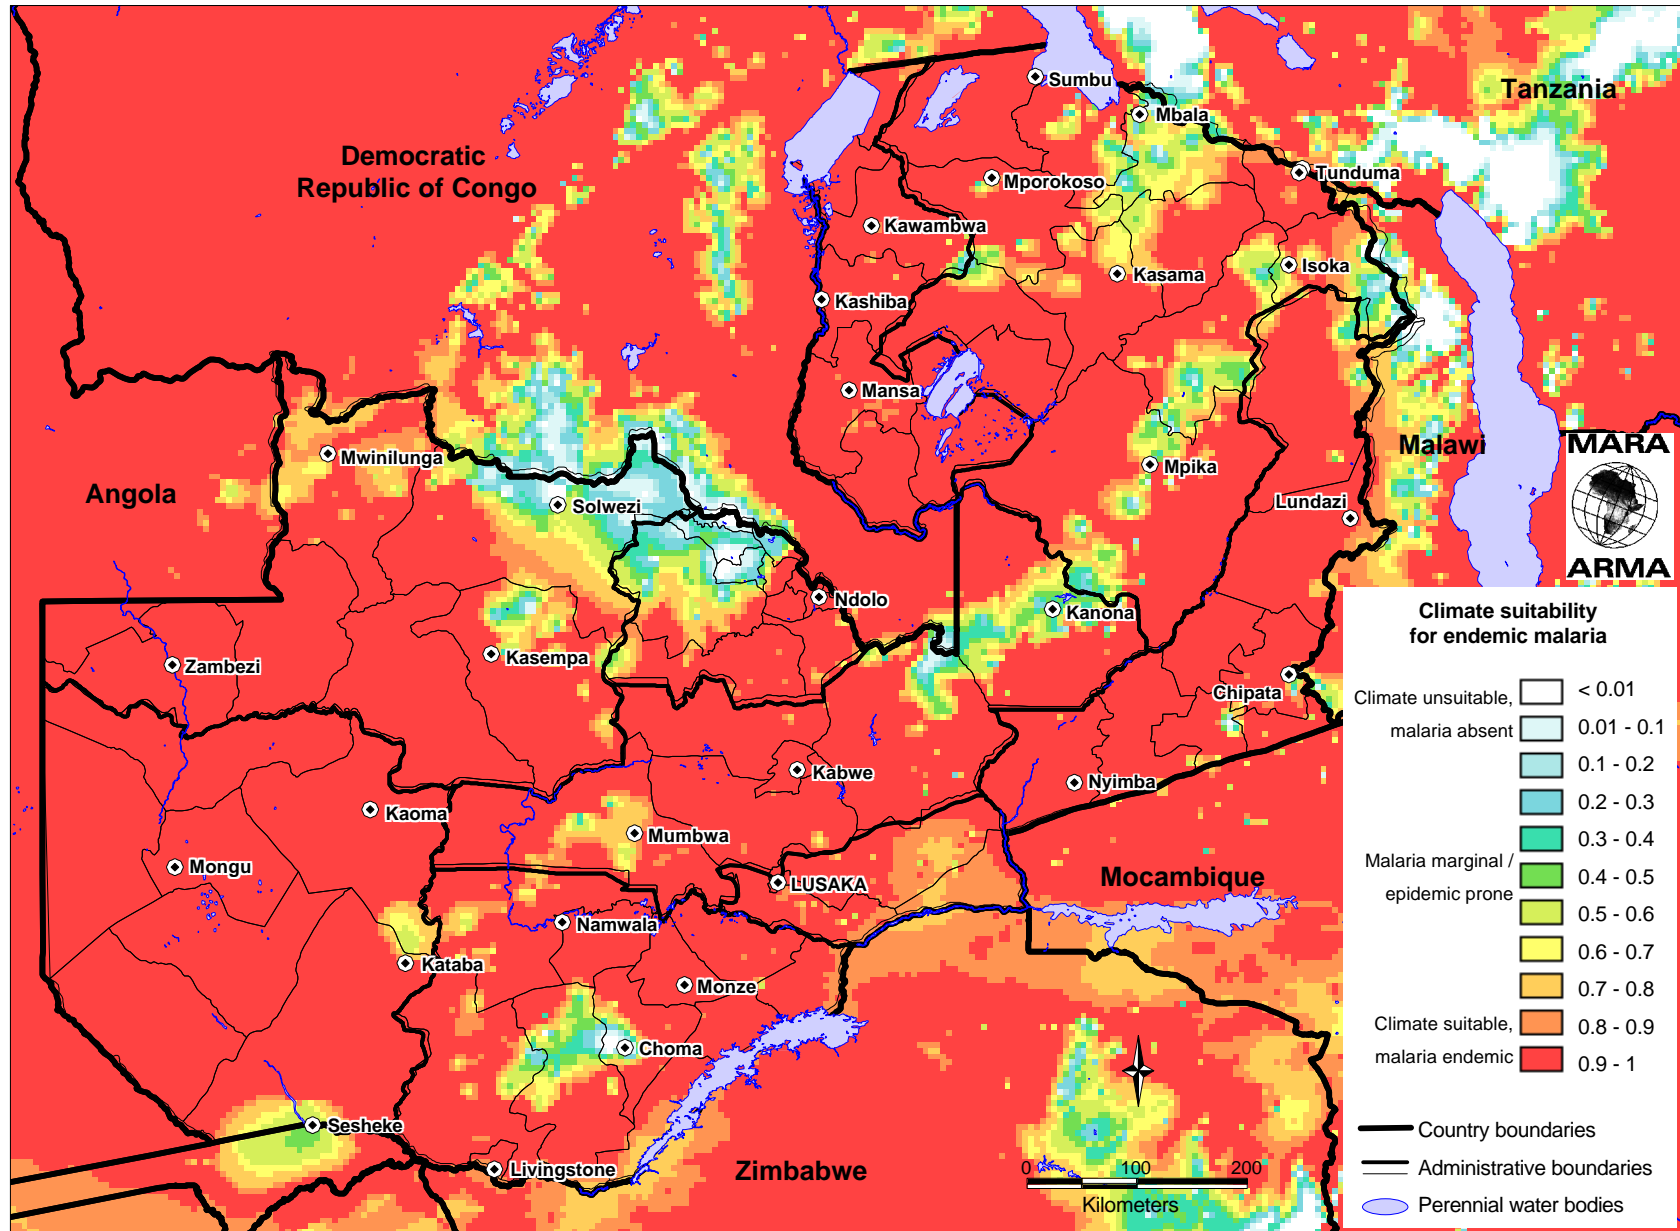 Sumbu
Tanzania
Mbala
Democratic
Republic of Congo
Tunduma
Mporokoso
Kawambwa
Isoka
Kasama
Kashiba
Mansa
Malawi
MARA
ARMA
Mwinilunga
Mpika
Angola
Solwezi
Lundazi
Ndolo
Kanona
Kasempa
Zambezi
Chipata
Kabwe
Nyimba
Kaoma
Mumbwa
Mongu
LUSAKA
Mocambique
Namwala
Kataba
Monze
Choma
Sesheke
Livingstone
Zimbabwe
0 100 200
Kilometers
Climate suitability
for endemic malaria
Climate unsuitable,
malaria absent
< 0.01
0.01 - 0.1
0.1 - 0.2
0.2 - 0.3
0.3 - 0.4
Malaria marginal /
epidemic prone
0.4 - 0.5
0.5 - 0.6
0.6 - 0.7
0.7 - 0.8
Climate suitable,
malaria endemic
0.8 - 0.9
0.9 - 1
Country boundaries
Administrative boundaries
Perennial water bodies